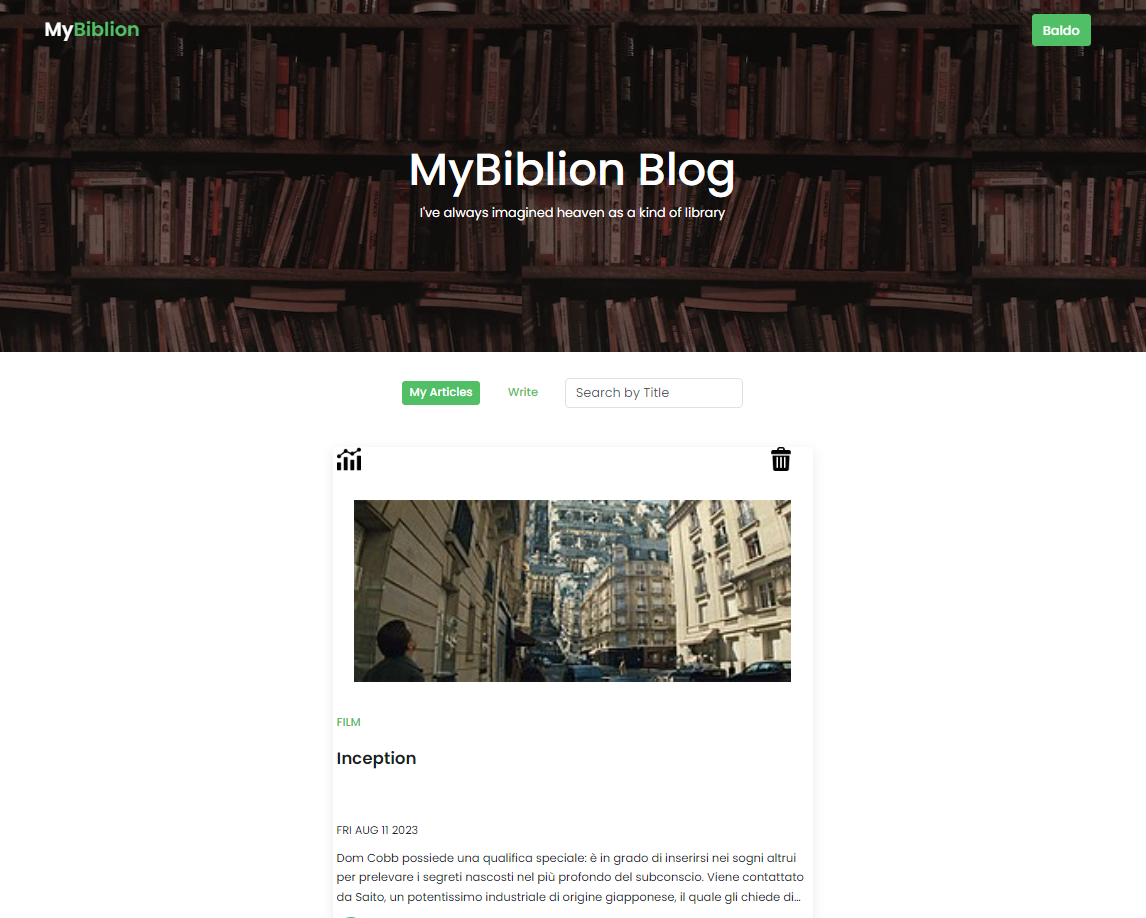 MyBiblion
Baldo
MyBiblion Blog
I've always imagined heaven as a kind of library
My Articles
Write
Search by Title
FILM
Inception
FRI AUG 11 2023
Dom Cobb possiede una qualifica speciale: è in grado di inserirsi nei sogni altrui
per prelevare i segreti nascosti nel più profondo del subconscio. Viene contattato
da Saito, un potentissimo industriale di origine giapponese, il quale gli chiede di...